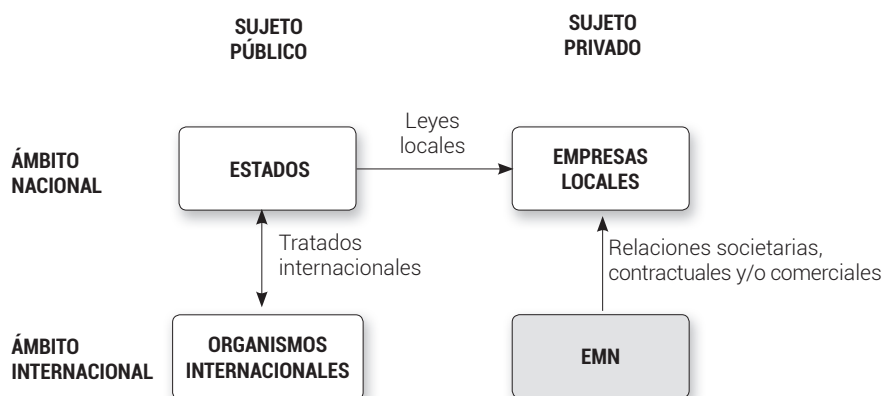 SUJETO
PÚBLICO
SUJETO
PRIVADO
ÁMBITO
NACIONAL
ESTADOS
Leyes
locales
EMPRESAS
LOCALES
Tratados
internacionales
Relaciones societarias,
contractuales y/o comerciales
ÁMBITO
INTERNACIONAL
ORGANISMOS
INTERNACIONALES
EMN